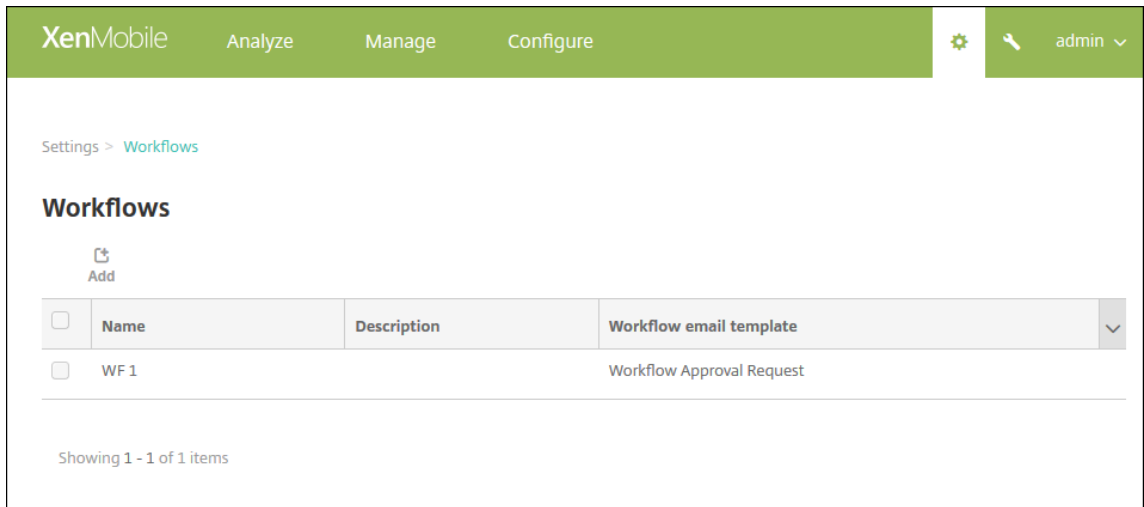 XenMobile Analyze Manage Configure admin
Settings > Workflows
Workflows
Add
Name Description Workflow email template
WF 1 Workflow Approval Request
Showing 1 - 1 of 1 items